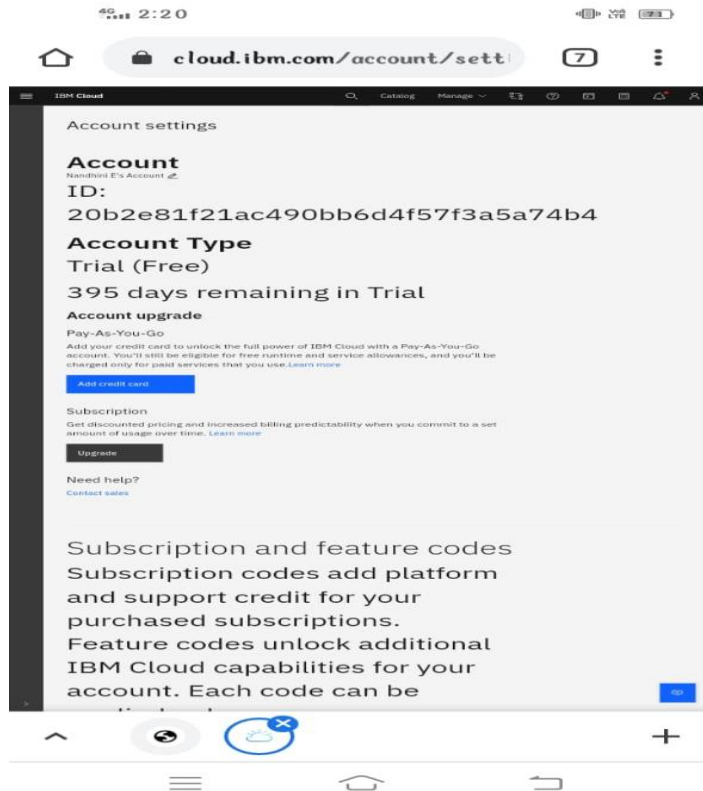 4G 2:20
VoLTE
73
cloud.ibm.com/account/sett
7
IBM Cloud
Catalog
Manage
Account settings
Account
Nandhini E's Account
ID:
20b2e81f21ac490bb6d4f57f3a5a74b4
Account Type
Trial (Free)
395 days remaining in Trial
Account upgrade
Pay-As-You-Go
Add your credit card to unlock the full power of IBM Cloud with a Pay-As-You-Go
account. You'll still be eligible for free runtime and service allowances, and you'll be
charged only for paid services that you use.Learn more
Add credit card
Subscription
Get discounted pricing and increased billing predictability when you commit to a set
amount of usage over time. Learn more
Upgrade
Need help?
Contact sales
Subscription and feature codes
Subscription codes add platform
and support credit for your
purchased subscriptions.
Feature codes unlock additional
IBM Cloud capabilities for your
account. Each code can be